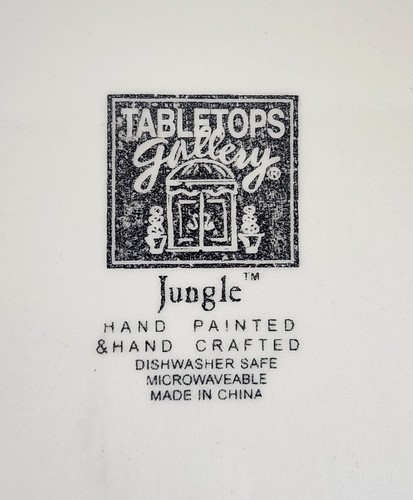 TABLETOPS
gallery®
Jungle™
HAND PAINTED
&HAND CRAFTED
DISHWASHER SAFE
MICROWAVEABLE
MADE IN CHINA